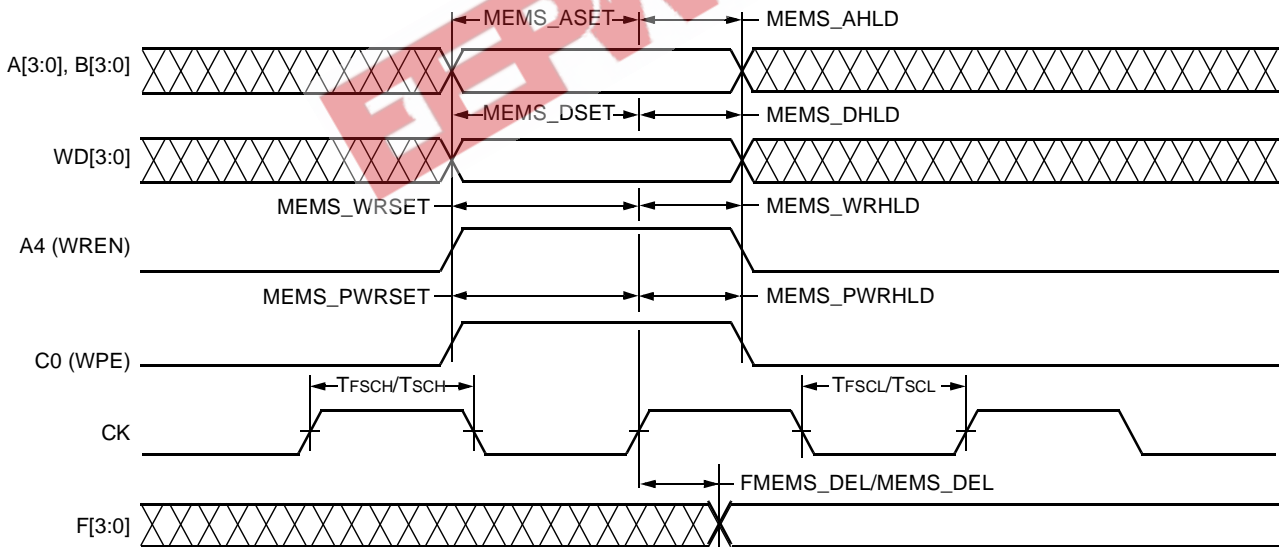 MEMS_ASET MEMS_AHLD
A[3:0], B[3:0]
MEMS_DSET MEMS_DHLD
WD[3:0]
MEMS_WRSET MEMS_WRHLD
A4 (WREN)
MEMS_PWRSET MEMS_PWRHLD
C0 (WPE)
TFSCH/TSCH TFSCL/TSCL
CK
FMEMS_DEL/MEMS_DEL
F[3:0]